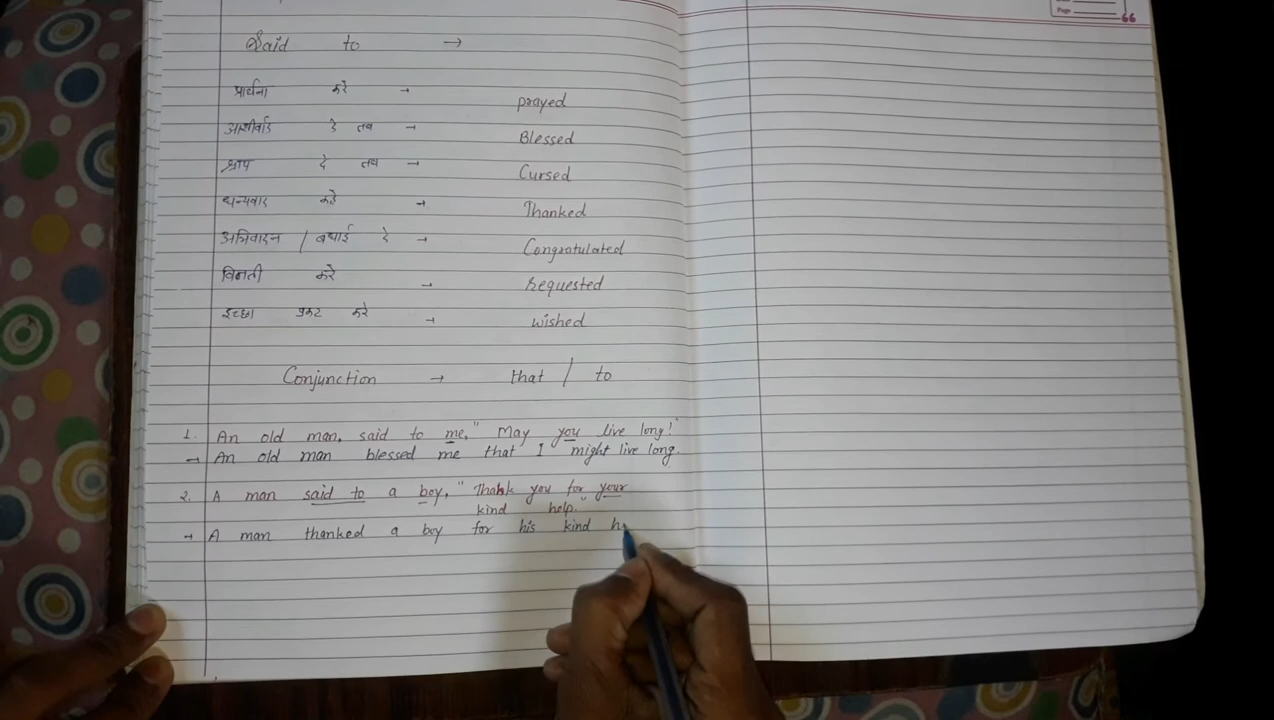 Page 66
Said to →
प्रार्थना करे → prayed
आशीर्वाद दे तब → Blessed
श्राप दे तब → Cursed
धन्यवाद करे → Thanked
अभिवादन / बधाई दे → Congratulated
विनती करे → Requested
इच्छा प्रकट करे → wished
Conjunction → that / to
1. An old man, said to me, "May you live long!"
→ An old man blessed me that I might live long.
2. A man said to a boy, "Thank you for your
kind help."
→ A man thanked a boy for his kind h